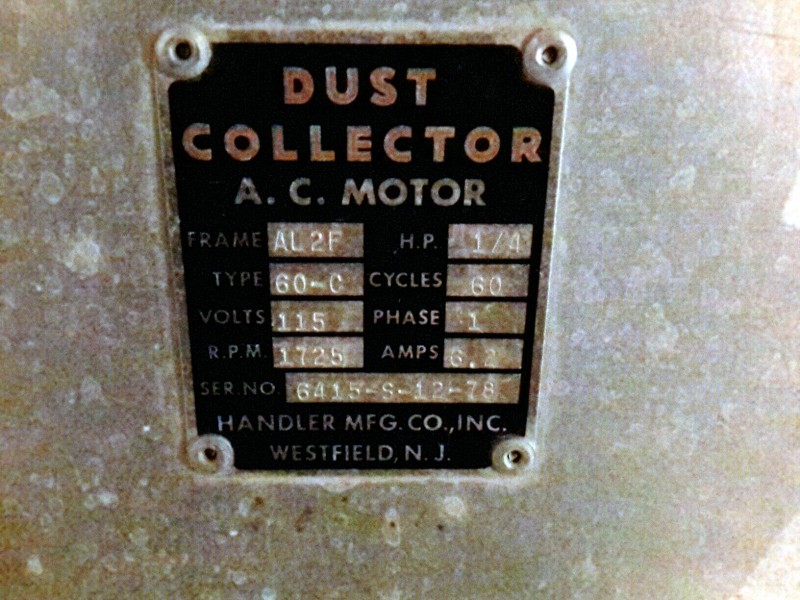 DUST
COLLECTOR
A. C. MOTOR
FRAME AL2F H.P. 1/4
TYPE 60-C CYCLES 60
VOLTS 115 PHASE 1
R.P.M. 1725 AMPS 6.2
SER. NO. 6415-S-12-78
HANDLER MFG. CO., INC.
WESTFIELD, N. J.